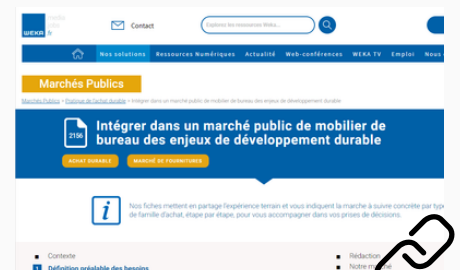 WEKA
Contact
Explorer les ressources Weka...
Nos solutions Ressources Numériques Actualité Web-conférences WEKA TV Emploi Nous
Marchés Publics
Marchés Publics > Pratique de l'achat durable > Intégrer dans un marché public de mobilier de bureau des enjeux de développement durable
2156
Intégrer dans un marché public de mobilier de
bureau des enjeux de développement durable
ACHAT DURABLE MARCHÉ DE FOURNITURES
i
Nos fiches mettent en partage l'expérience terrain et vous indiquent la marche à suivre concrète par type
de famille d'achat, étape par étape, pour vous accompagner dans vos prises de décisions.
Contexte
Rédaction
1 Définition préalable des besoins
Notre